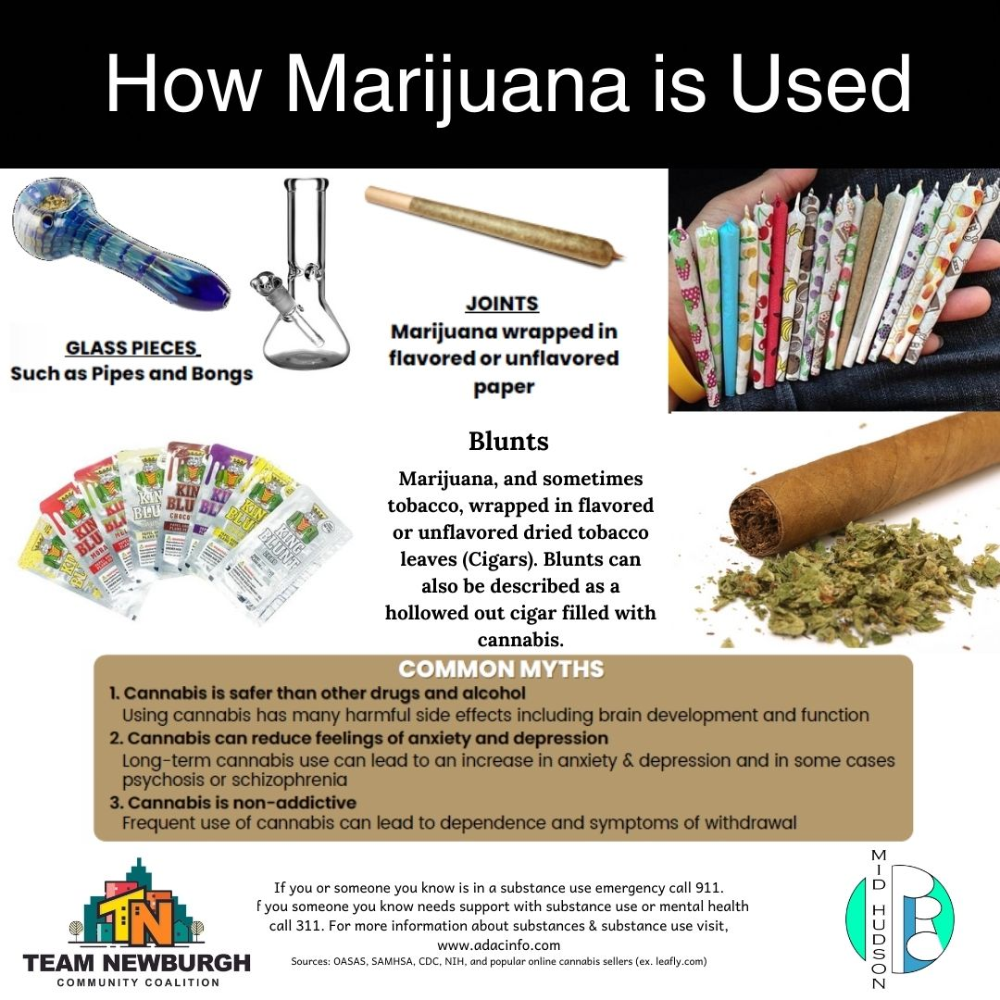 How Marijuana is Used
GLASS PIECES
Such as Pipes and Bongs
JOINTS
Marijuana wrapped in
flavored or unflavored
paper
Blunts
Marijuana, and sometimes
tobacco, wrapped in flavored
or unflavored dried tobacco
leaves (Cigars). Blunts can
also be described as a
hollowed out cigar filled with
cannabis.
COMMON MYTHS
1. Cannabis is safer than other drugs and alcohol
Using cannabis has many harmful side effects including brain development and function
2. Cannabis can reduce feelings of anxiety and depression
Long-term cannabis use can lead to an increase in anxiety & depression and in some cases
psychosis or schizophrenia
3. Cannabis is non-addictive
Frequent use of cannabis can lead to dependence and symptoms of withdrawal
TN
TEAM NEWBURGH
COMMUNITY COALITION
If you or someone you know is in a substance use emergency call 911.
f you someone you know needs support with substance use or mental health
call 311. For more information about substances & substance use visit,
www.adacinfo.com
Sources: OASAS, SAMHSA, CDC, NIH, and popular online cannabis sellers (ex. leafly.com)
MID HUDSON